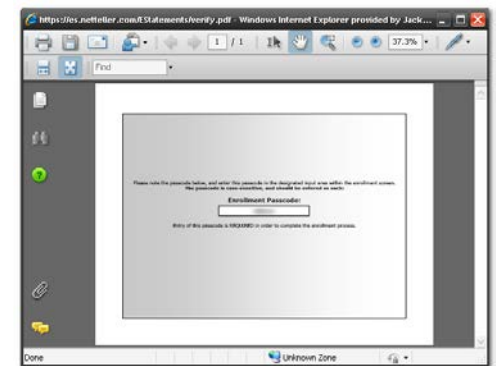 https://es.netteller.com/EStatements/verify.pdf - Windows Internet Explorer provided by Jack...
1 / 1
37.3%
Find
Please note the passcode below, and enter this passcode in the designated input area within the enrollment screen.
The passcode is case-sensitive, and should be entered as such:
Enrollment Passcode:
Entry of this passcode is REQUIRED in order to complete the enrollment process.
Done
Unknown Zone